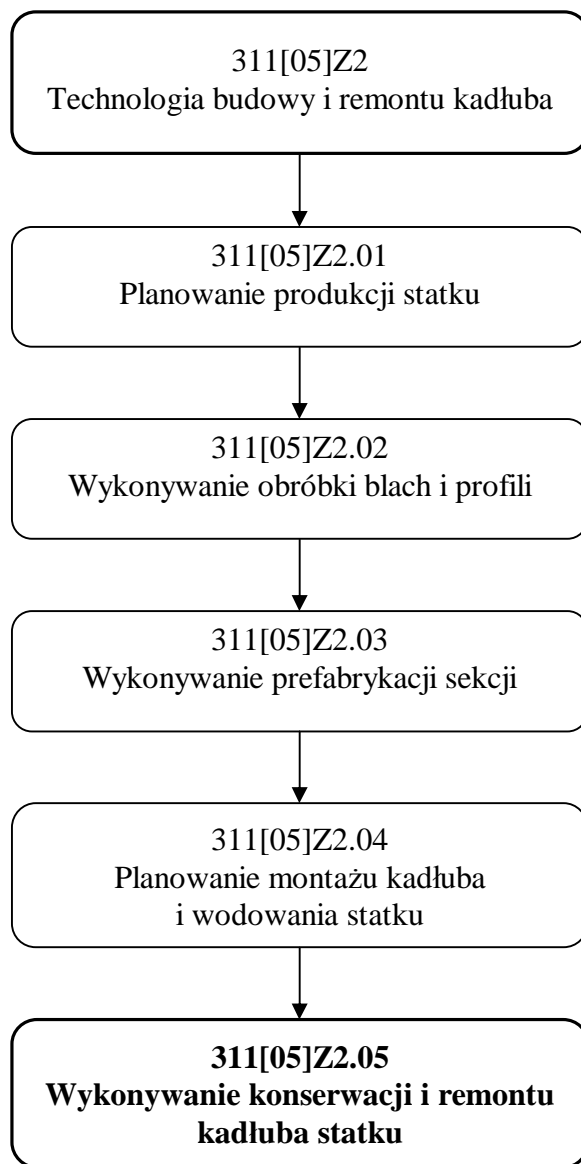 311[05]Z2
Technologia budowy i remontu kadłuba
311[05]Z2.01
Planowanie produkcji statku
311[05]Z2.02
Wykonywanie obróbki blach i profili
311[05]Z2.03
Wykonywanie prefabrykacji sekcji
311[05]Z2.04
Planowanie montażu kadłuba
i wodowania statku
311[05]Z2.05
Wykonywanie konserwacji i remontu
kadłuba statku